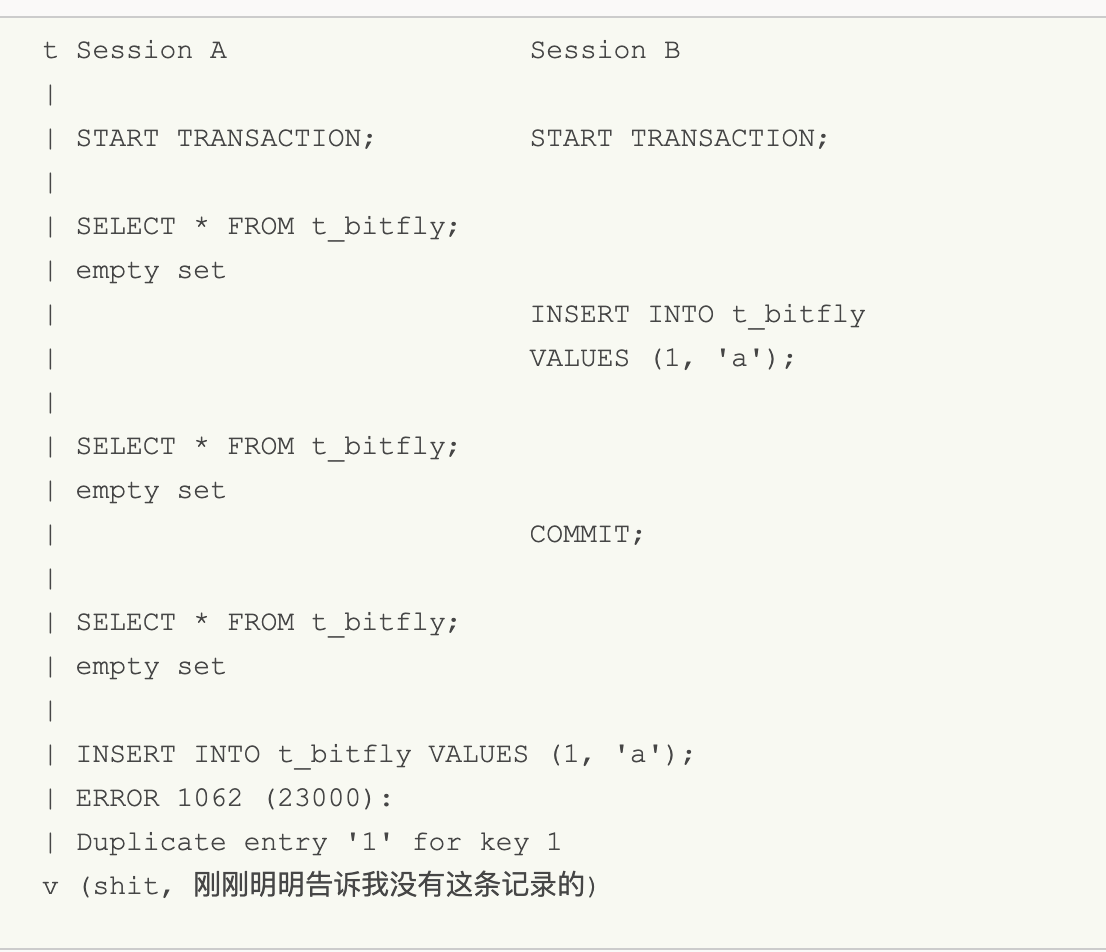 t Session A                   Session B
|
| START TRANSACTION;          START TRANSACTION;
|
| SELECT * FROM t_bitfly;
| empty set
|                             INSERT INTO t_bitfly
|                             VALUES (1, 'a');
|
| SELECT * FROM t_bitfly;
| empty set
|                             COMMIT;
|
| SELECT * FROM t_bitfly;
| empty set
|
| INSERT INTO t_bitfly VALUES (1, 'a');
| ERROR 1062 (23000):
| Duplicate entry '1' for key 1
v (shit, 刚刚明明告诉我没有这条记录的)